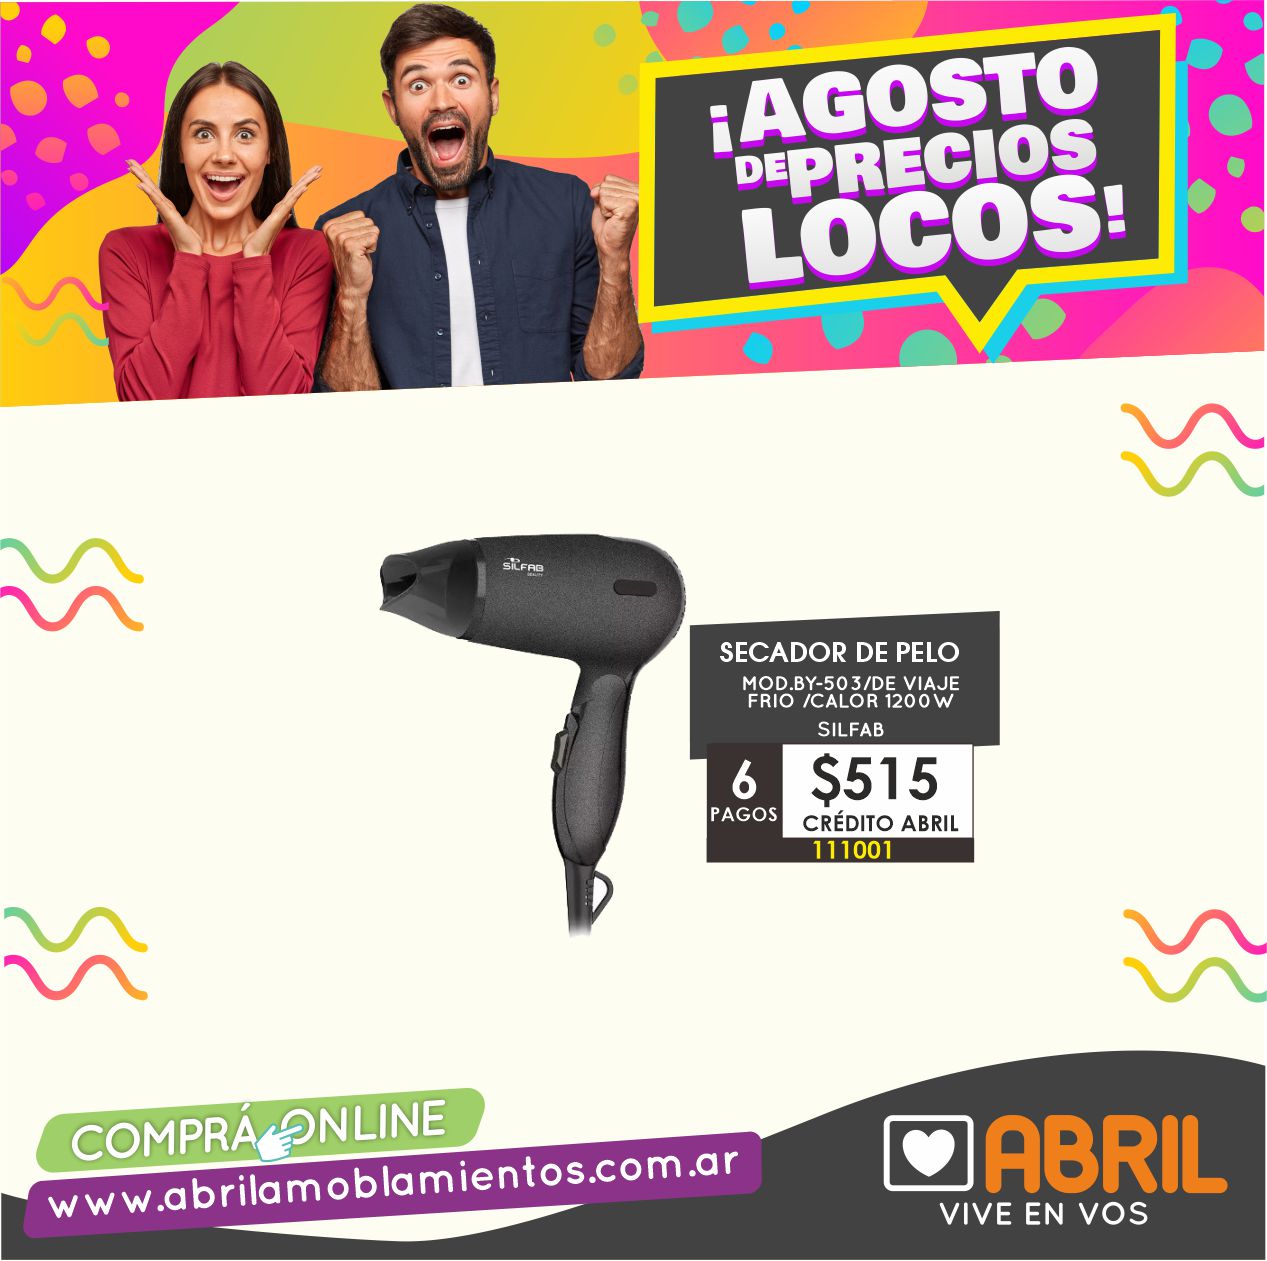 ¡AGOSTO
DE PRECIOS
LOCOS!
SILFAB
BEAUTY
SECADOR DE PELO
MOD.BY-503/DE VIAJE
FRIO /CALOR 1200W
SILFAB
6
PAGOS
$515
CRÉDITO ABRIL
111001
COMPRÁ ONLINE
www.abrilamoblamientos.com.ar
ABRIL
VIVE EN VOS